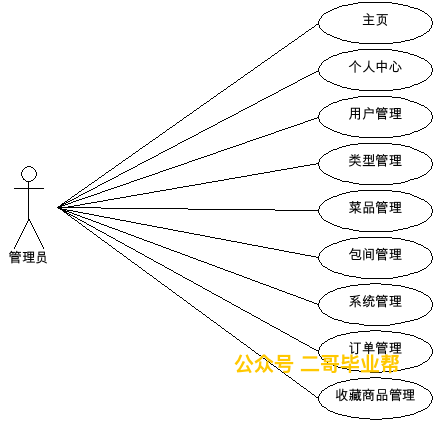 主页
个人中心
用户管理
类型管理
菜品管理
管理员
包间管理
系统管理
订单管理
公众号 二哥毕业帮
收藏商品管理